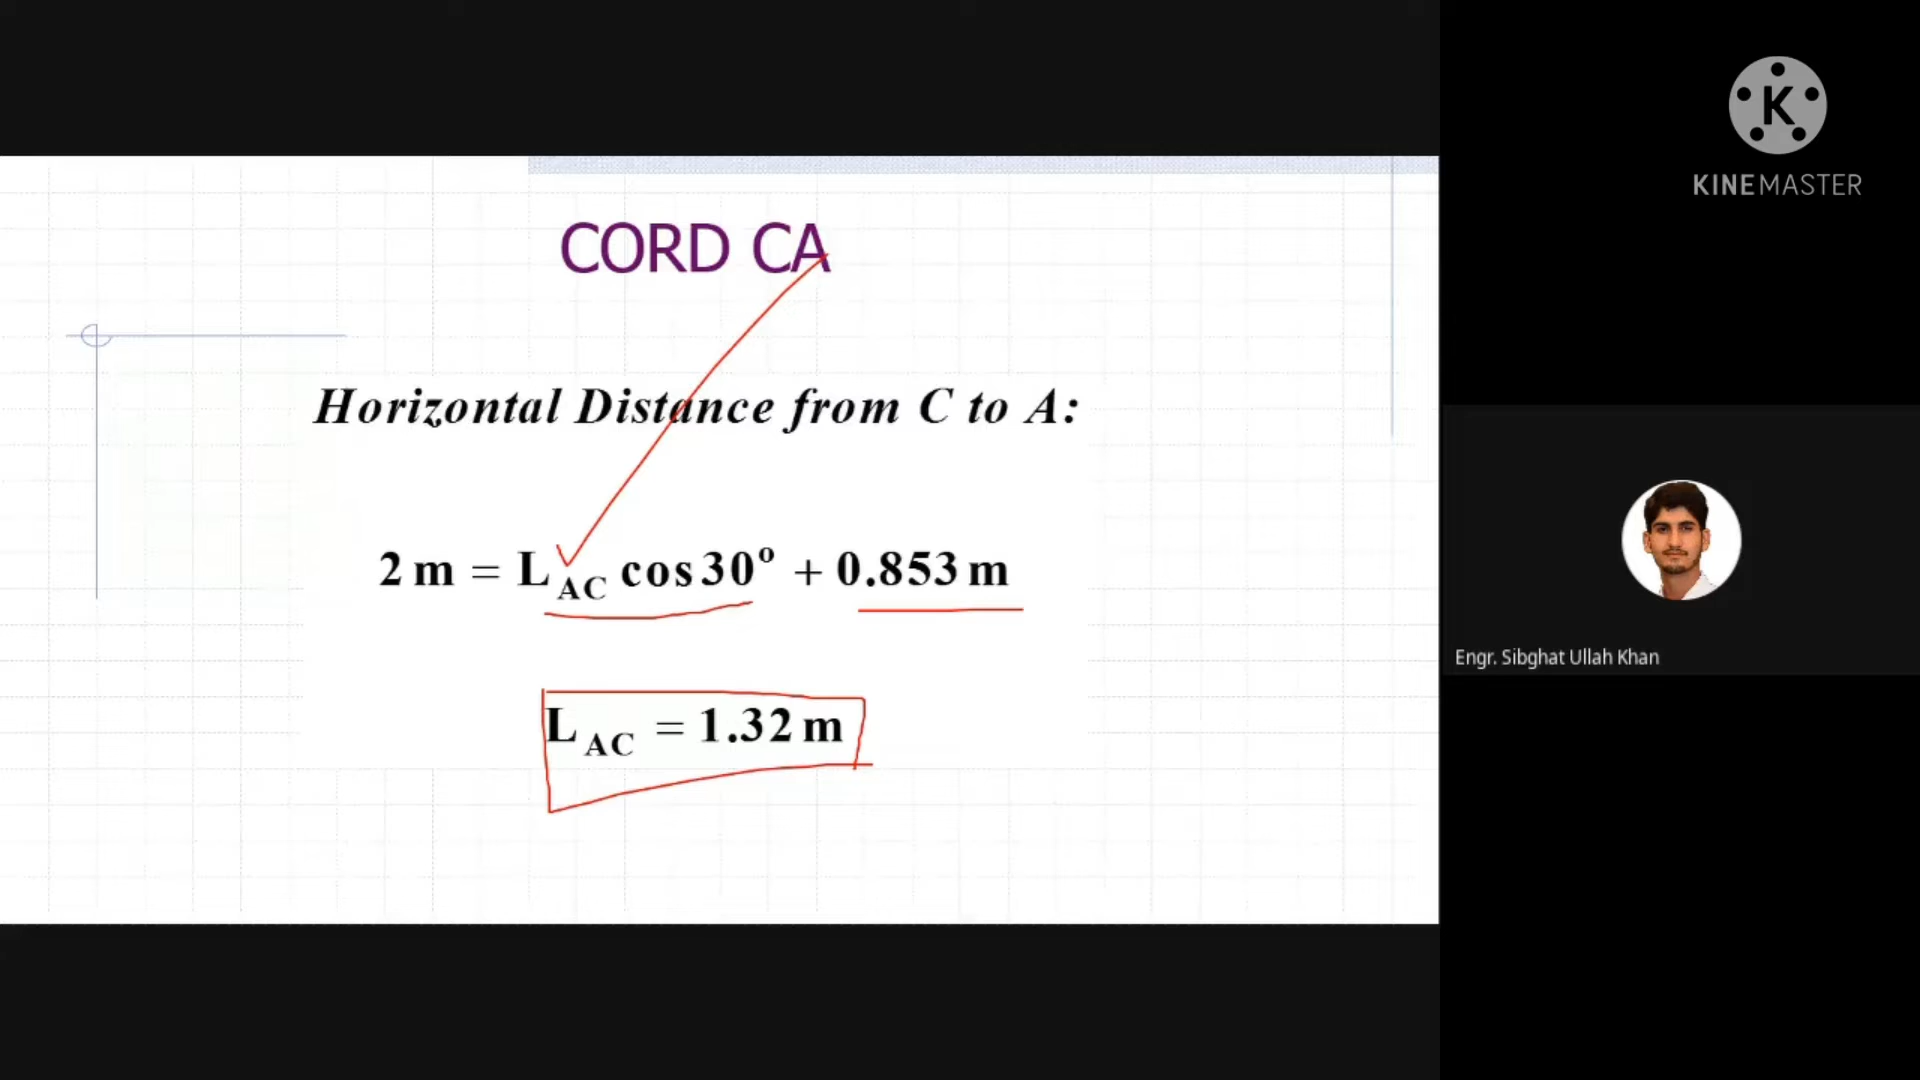 K
KINEMASTER
CORD CA
Horizontal Distance from C to A:
2 m = L_AC cos 30° + 0.853 m
L_AC = 1.32 m
Engr. Sibghat Ullah Khan